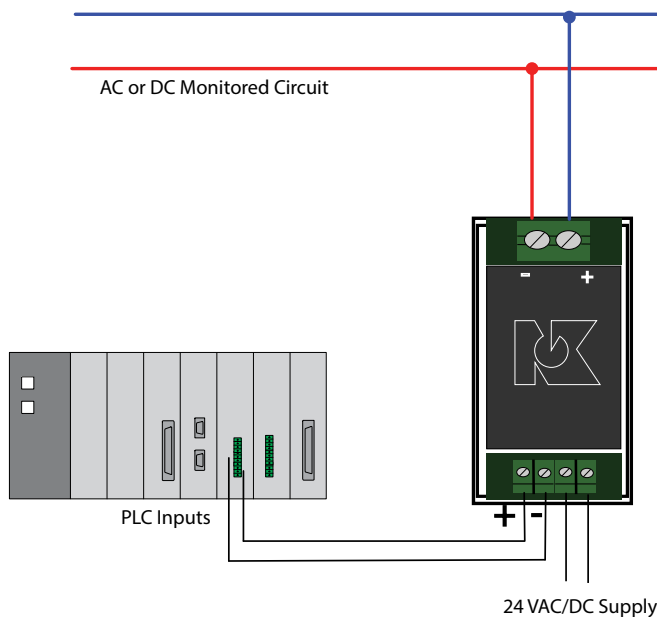 AC or DC Monitored Circuit
- +
PLC Inputs
+ -
24 VAC/DC Supply